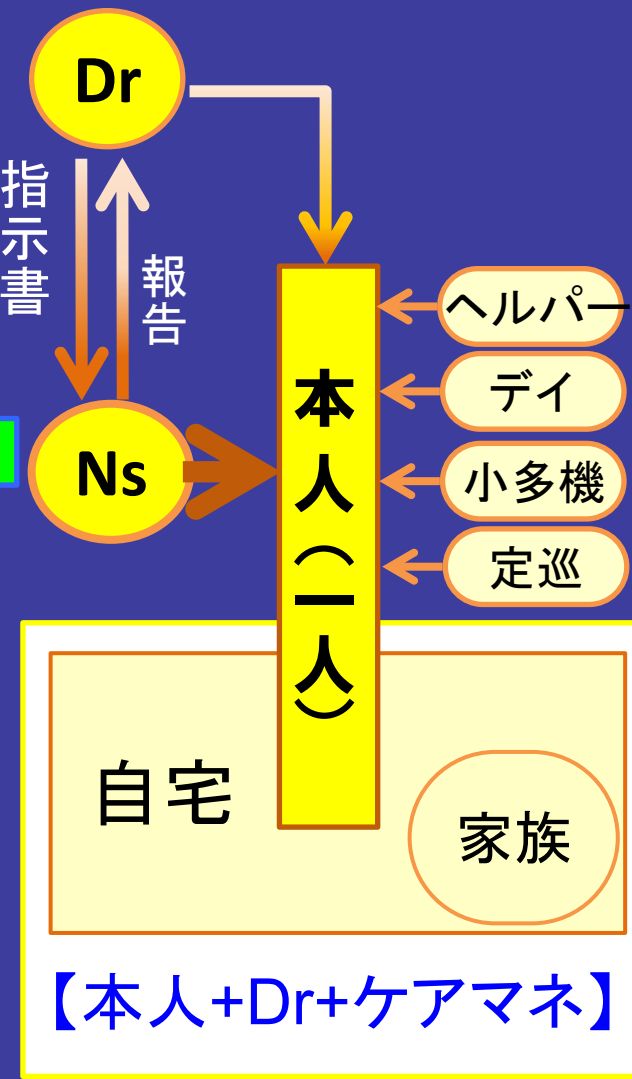 Dr
指示書
報告
Ns
本人（一人）
ヘルパー
デイ
小多機
定巡
自宅
家族
【本人+Dr+ケアマネ】